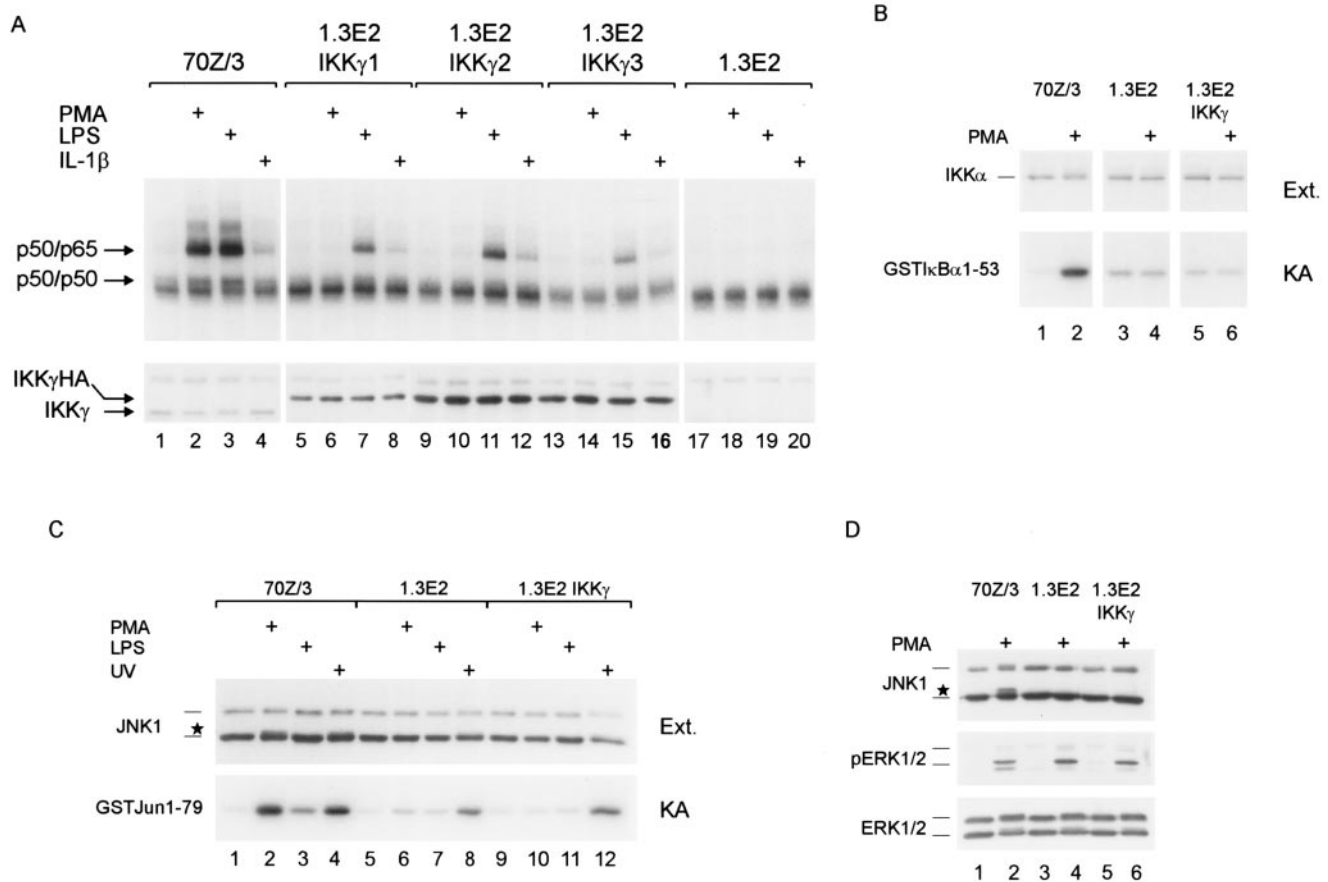 A
1.3E2 1.3E2 1.3E2
70Z/3 IKKγ1 IKKγ2 IKKγ3 1.3E2
PMA + + + + +
LPS + + + + +
IL-1β + + + + +
p50/p65
p50/p50
IKKγHA
IKKγ
1 2 3 4 5 6 7 8 9 10 11 12 13 14 15 16 17 18 19 20
B
70Z/3 1.3E2 1.3E2
IKKγ
PMA + + +
IKKα Ext.
GSTIκBα1-53 KA
1 2 3 4 5 6
C
70Z/3 1.3E2 1.3E2 IKKγ
PMA + + +
LPS + + +
UV + + +
JNK1 ★ Ext.
GSTJun1-79 KA
1 2 3 4 5 6 7 8 9 10 11 12
D
70Z/3 1.3E2 1.3E2
IKKγ
PMA + + +
JNK1 ★
pERK1/2
ERK1/2
1 2 3 4 5 6